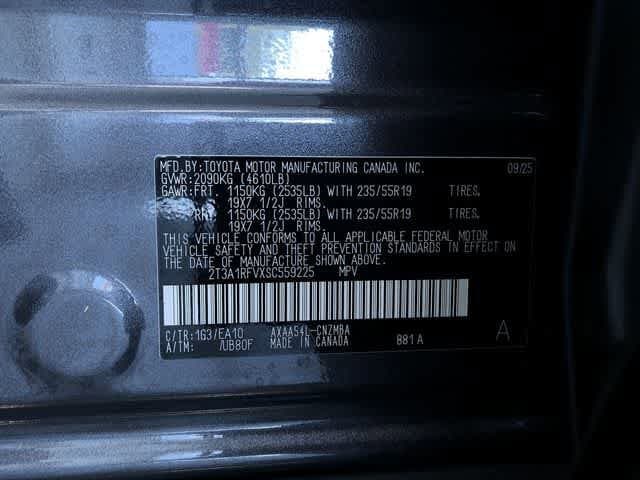 MFD.BY:TOYOTA MOTOR MANUFACTURING CANADA INC. 09/25
GVWR:2090KG (4610LB)
GAWR:FRT. 1150KG (2535LB) WITH 235/55R19 TIRES.
19X7 1/2J RIMS.
RR. 1150KG (2535LB) WITH 235/55R19 TIRES.
19X7 1/2J RIMS.
THIS VEHICLE CONFORMS TO ALL APPLICABLE FEDERAL MOTOR
VEHICLE SAFETY AND THEFT PREVENTION STANDARDS IN EFFECT ON
THE DATE OF MANUFACTURE SHOWN ABOVE.
2T3A1RFVXSC559225 MPV
C/TR:1G3/EA10 AXAA54L-CNZMBA
A/TM: /UB80F MADE IN CANADA 881A A